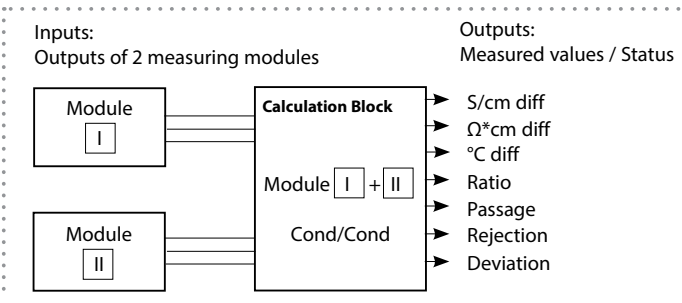 Inputs:
Outputs of 2 measuring modules
Outputs:
Measured values / Status
Module
I
Module
II
Calculation Block
Module I + II
Cond/Cond
S/cm diff
Ω*cm diff
°C diff
Ratio
Passage
Rejection
Deviation